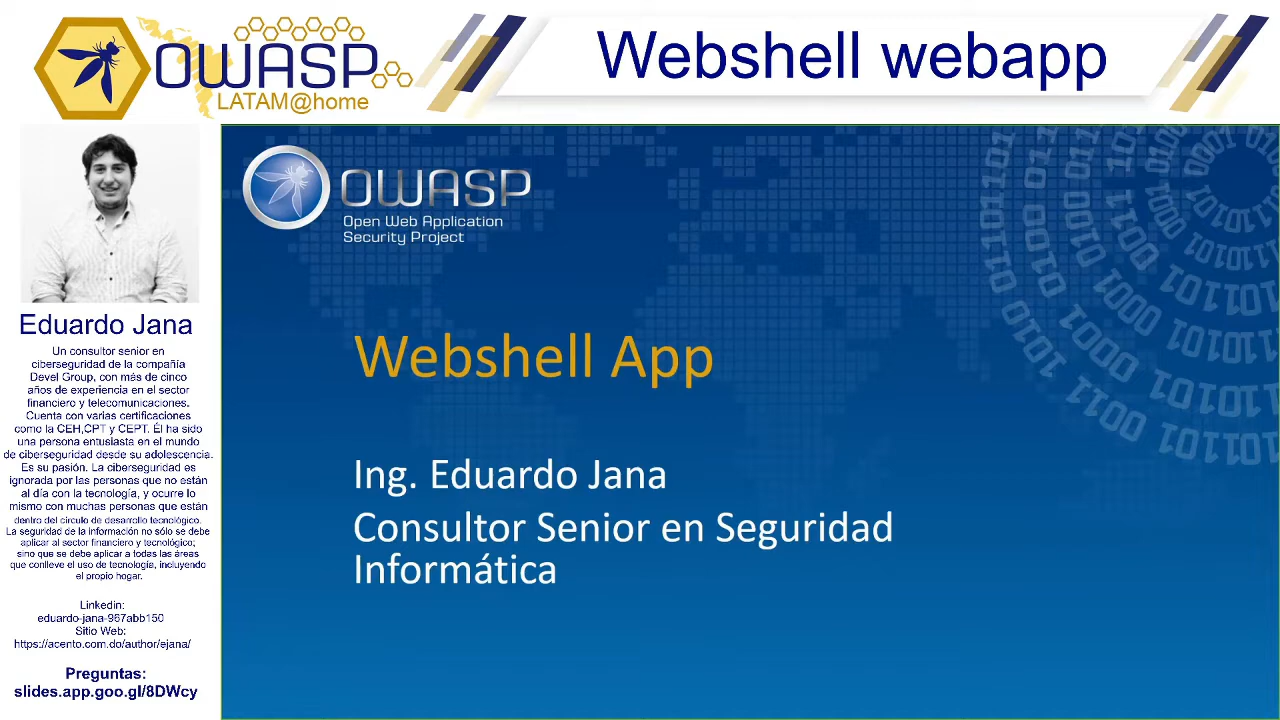 OWASP
LATAM@home
Webshell webapp
Eduardo Jana
Un consultor senior en
ciberseguridad de la compañía
Devel Group, con más de cinco
años de experiencia en el sector
financiero y telecomunicaciones.
Cuenta con varias certificaciones
como la CEH,CPT y CEPT. Él ha sido
una persona entusiasta en el mundo
de ciberseguridad desde su adolescencia.
Es su pasión. La ciberseguridad es
ignorada por las personas que no están
al día con la tecnología, y ocurre lo
mismo con muchas personas que están
dentro del circulo de desarrollo tecnológico.
La seguridad de la información no sólo se debe
aplicar al sector financiero y tecnológico;
sino que se debe aplicar a todas las áreas
que conlleve el uso de tecnología, incluyendo
el propio hogar.
Linkedin:
eduardo-jana-967abb150
Sitio Web:
https://acento.com.do/author/ejana/
Preguntas:
slides.app.goo.gl/8DWcy
OWASP
Open Web Application
Security Project
Webshell App
Ing. Eduardo Jana
Consultor Senior en Seguridad
Informática